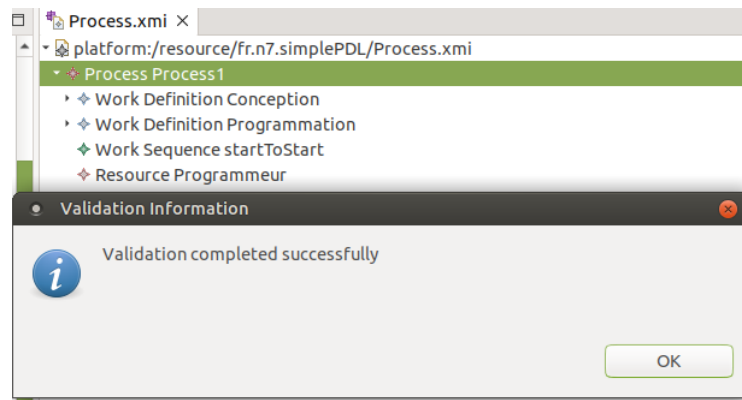 Process.xmi
platform:/resource/fr.n7.simplePDL/Process.xmi
Process Process1
Work Definition Conception
Work Definition Programmation
Work Sequence startToStart
Resource Programmeur
Validation Information
Validation completed successfully
OK